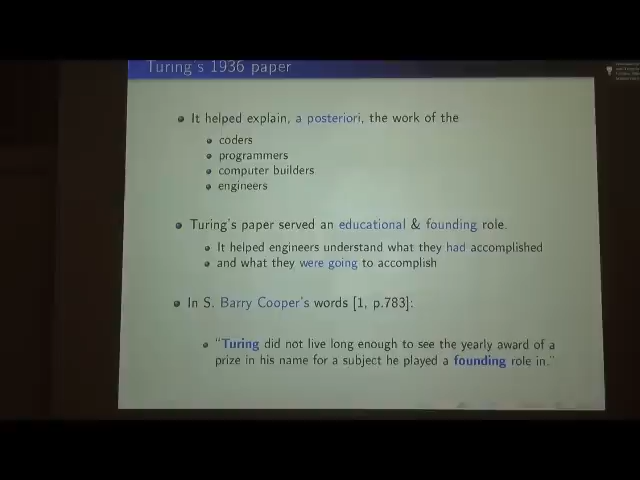 Turing's 1936 paper
It helped explain, a posteriori, the work of the
coders
programmers
computer builders
engineers
Turing's paper served an educational & founding role.
It helped engineers understand what they had accomplished
and what they were going to accomplish
In S. Barry Cooper's words [1, p.783]:
"Turing did not live long enough to see the yearly award of a
prize in his name for a subject he played a founding role in."